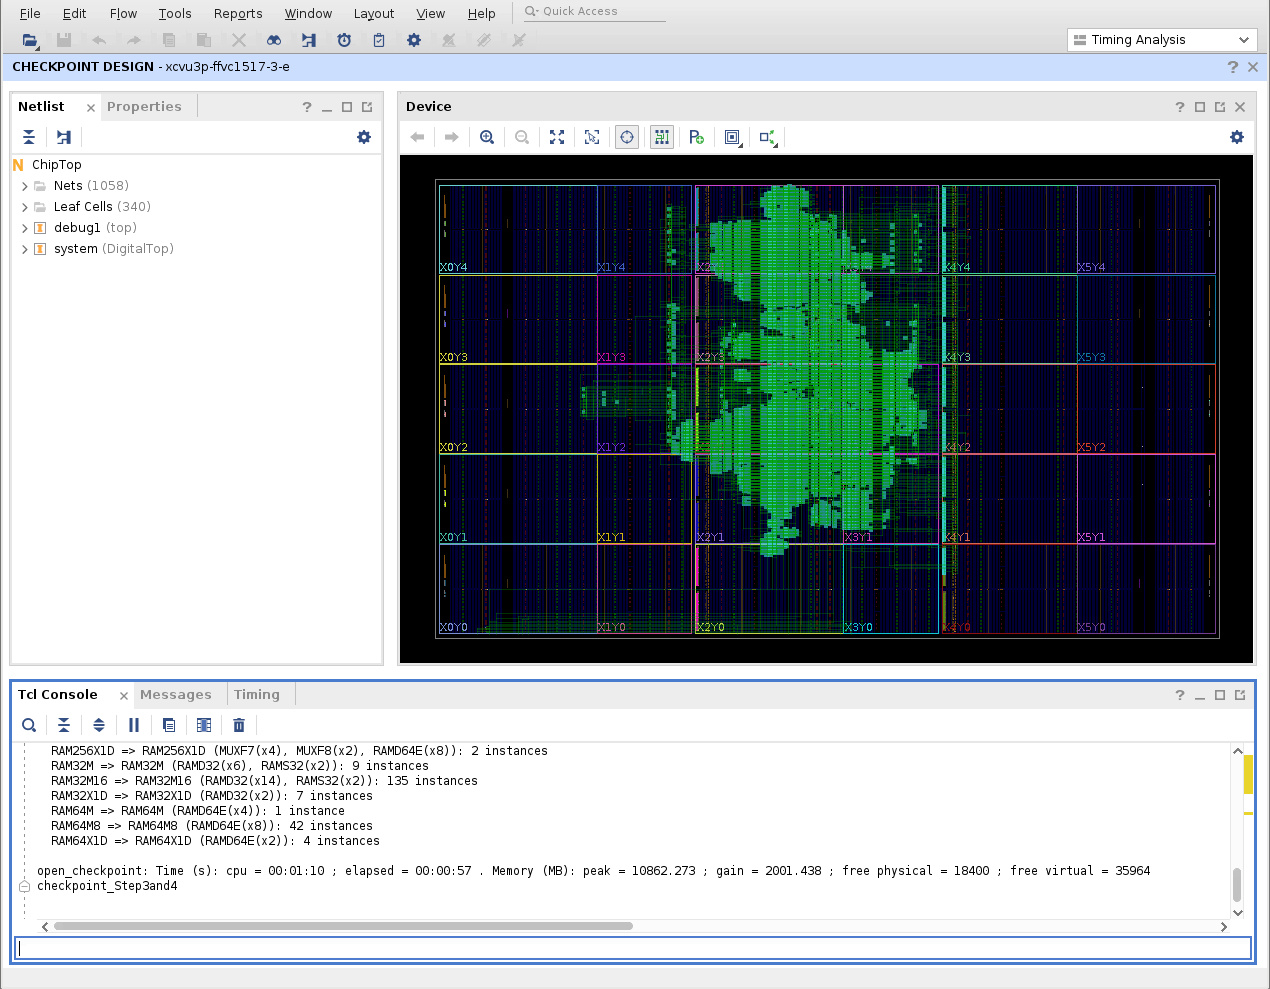 File Edit Flow Tools Reports Window Layout View Help Quick Access
Timing Analysis
CHECKPOINT DESIGN - xcvu3p-ffvc1517-3-e
Netlist Properties
ChipTop
Nets (1058)
Leaf Cells (340)
debug1 (top)
system (DigitalTop)
Device
X0Y4 X1Y4 X4Y4 X5Y4
X0Y3 X1Y3 X2Y3 X4Y3 X5Y3
X0Y2 X1Y2 X4Y2 X5Y2
X0Y1 X1Y1 X2Y1 X3Y1 X4Y1 X5Y1
X0Y0 X1Y0 X2Y0 X3Y0 X4Y0 X5Y0
Tcl Console Messages Timing
RAM256X1D => RAM256X1D (MUXF7(x4), MUXF8(x2), RAMD64E(x8)): 2 instances
RAM32M => RAM32M (RAMD32(x6), RAMS32(x2)): 9 instances
RAM32M16 => RAM32M16 (RAMD32(x14), RAMS32(x2)): 135 instances
RAM32X1D => RAM32X1D (RAMD32(x2)): 7 instances
RAM64M => RAM64M (RAMD64E(x4)): 1 instance
RAM64M8 => RAM64M8 (RAMD64E(x8)): 42 instances
RAM64X1D => RAM64X1D (RAMD64E(x2)): 4 instances
open_checkpoint: Time (s): cpu = 00:01:10 ; elapsed = 00:00:57 . Memory (MB): peak = 10862.273 ; gain = 2001.438 ; free physical = 18400 ; free virtual = 35964
checkpoint_Step3and4